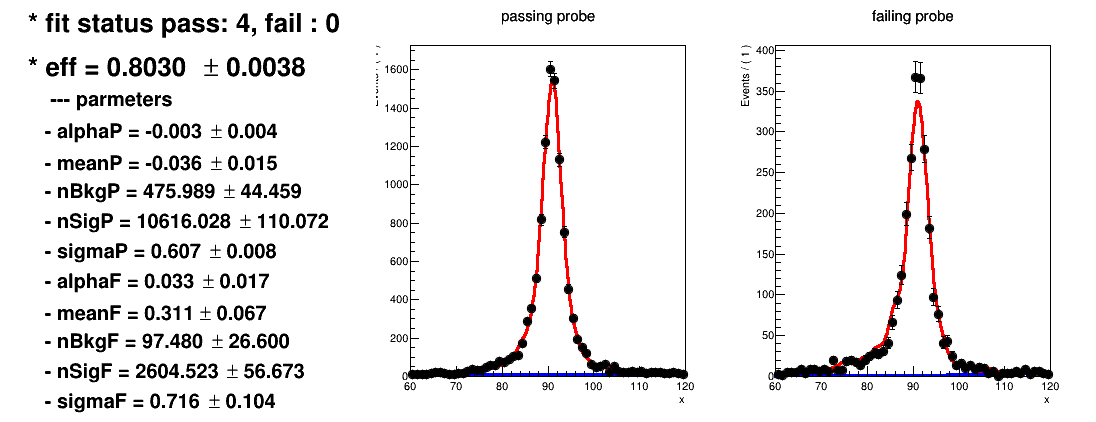 * fit status pass: 4, fail : 0
* eff = 0.8030 ± 0.0038
--- parmeters
- alphaP = -0.003 ± 0.004
- meanP = -0.036 ± 0.015
- nBkgP = 475.989 ± 44.459
- nSigP = 10616.028 ± 110.072
- sigmaP = 0.607 ± 0.008
- alphaF = 0.033 ± 0.017
- meanF = 0.311 ± 0.067
- nBkgF = 97.480 ± 26.600
- nSigF = 2604.523 ± 56.673
- sigmaF = 0.716 ± 0.104
passing probe
1600
1400
1200
1000
800
600
400
200
0
60 70 80 90 100 110 120
x
failing probe
Events / ( 1 )
400
350
300
250
200
150
100
50
0
60 70 80 90 100 110 120
x